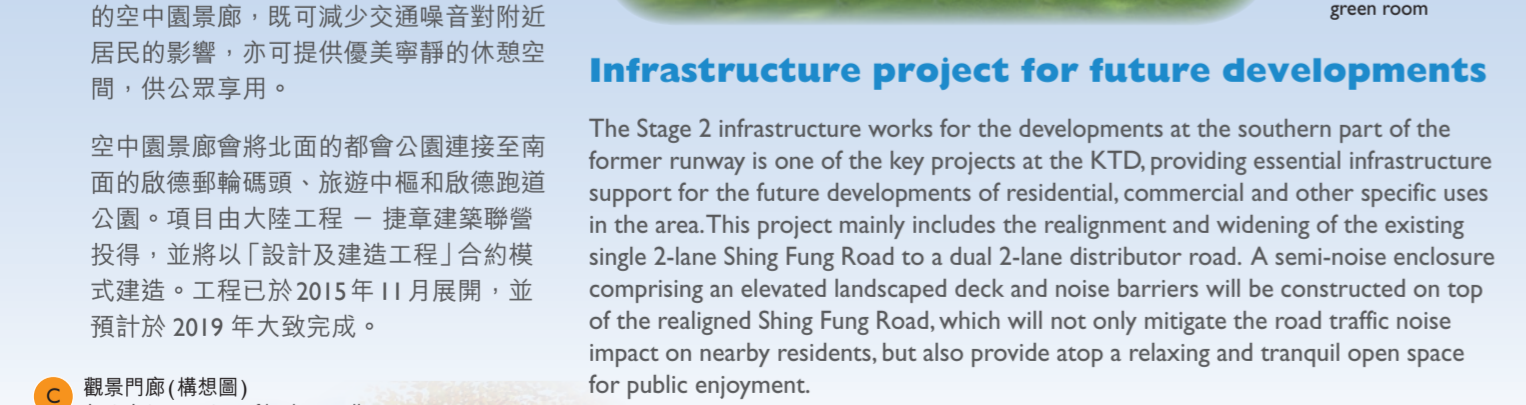 的空中園景廊,既可減少交通噪音對附近
居民的影響,亦可提供優美寧靜的休憩空
間,供公眾享用。
空中園景廊會將北面的都會公園連接至南
面的啟德郵輪碼頭、旅遊中樞和啟德跑道
公園。項目由大陸工程 － 捷章建築聯營
投得,並將以「設計及建造工程」合約模
式建造。工程已於2015年11月展開,並
預計於 2019 年大致完成。
C 觀景門廊(構想圖)
green room
Infrastructure project for future developments
The Stage 2 infrastructure works for the developments at the southern part of the
former runway is one of the key projects at the KTD, providing essential infrastructure
support for the future developments of residential, commercial and other specific uses
in the area. This project mainly includes the realignment and widening of the existing
single 2-lane Shing Fung Road to a dual 2-lane distributor road. A semi-noise enclosure
comprising an elevated landscaped deck and noise barriers will be constructed on top
of the realigned Shing Fung Road, which will not only mitigate the road traffic noise
impact on nearby residents, but also provide atop a relaxing and tranquil open space
for public enjoyment.